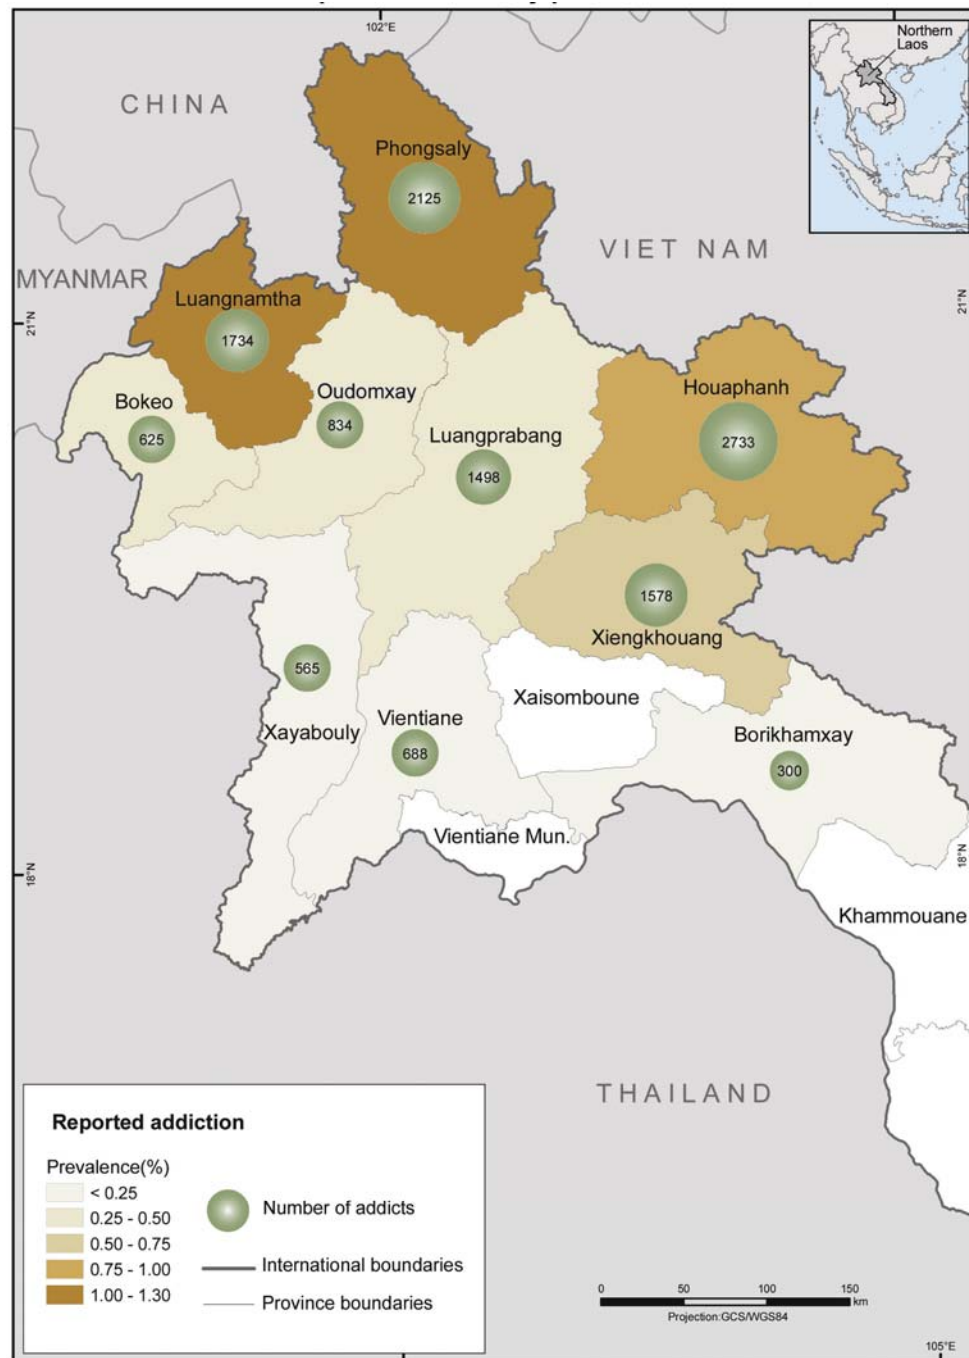 102°E
Northern
Laos
CHINA
Phongsaly
2125
VIET NAM
MYANMAR
Luangnamtha
21°N
21°N
1734
Houaphanh
Oudomxay
Bokeo
834
625
Luangprabang
2733
1498
1578
Xiengkhouang
565
Xaisomboune
Xayabouly
Vientiane
688
Borikhamxay
300
Vientiane Mun.
18°N
18°N
Khammouane
THAILAND
Reported addiction
Prevalence(%)
< 0.25
0.25 - 0.50
0.50 - 0.75
0.75 - 1.00
1.00 - 1.30
Number of addicts
International boundaries
Province boundaries
0 50 100 150
km
Projection:GCS/WGS84
105°E